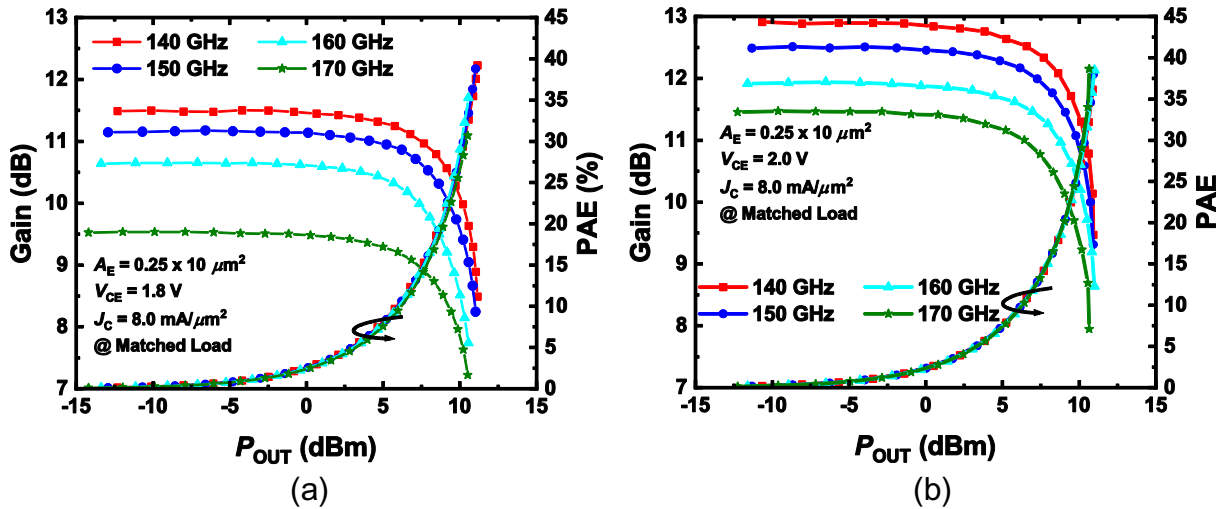 13
12
11
10
9
8
7
Gain (dB)
45
40
35
30
25
20
15
10
5
0
PAE (%)
140 GHz
160 GHz
150 GHz
170 GHz
A_E = 0.25 x 10 μm²
V_CE = 1.8 V
J_C = 8.0 mA/μm²
@ Matched Load
-15 -10 -5 0 5 10 15
P_OUT (dBm)
(a)
13
12
11
10
9
8
7
Gain (dB)
45
40
35
30
25
20
15
10
5
0
PAE
A_E = 0.25 x 10 μm²
V_CE = 2.0 V
J_C = 8.0 mA/μm²
@ Matched Load
140 GHz
160 GHz
150 GHz
170 GHz
-15 -10 -5 0 5 10 15
P_OUT (dBm)
(b)